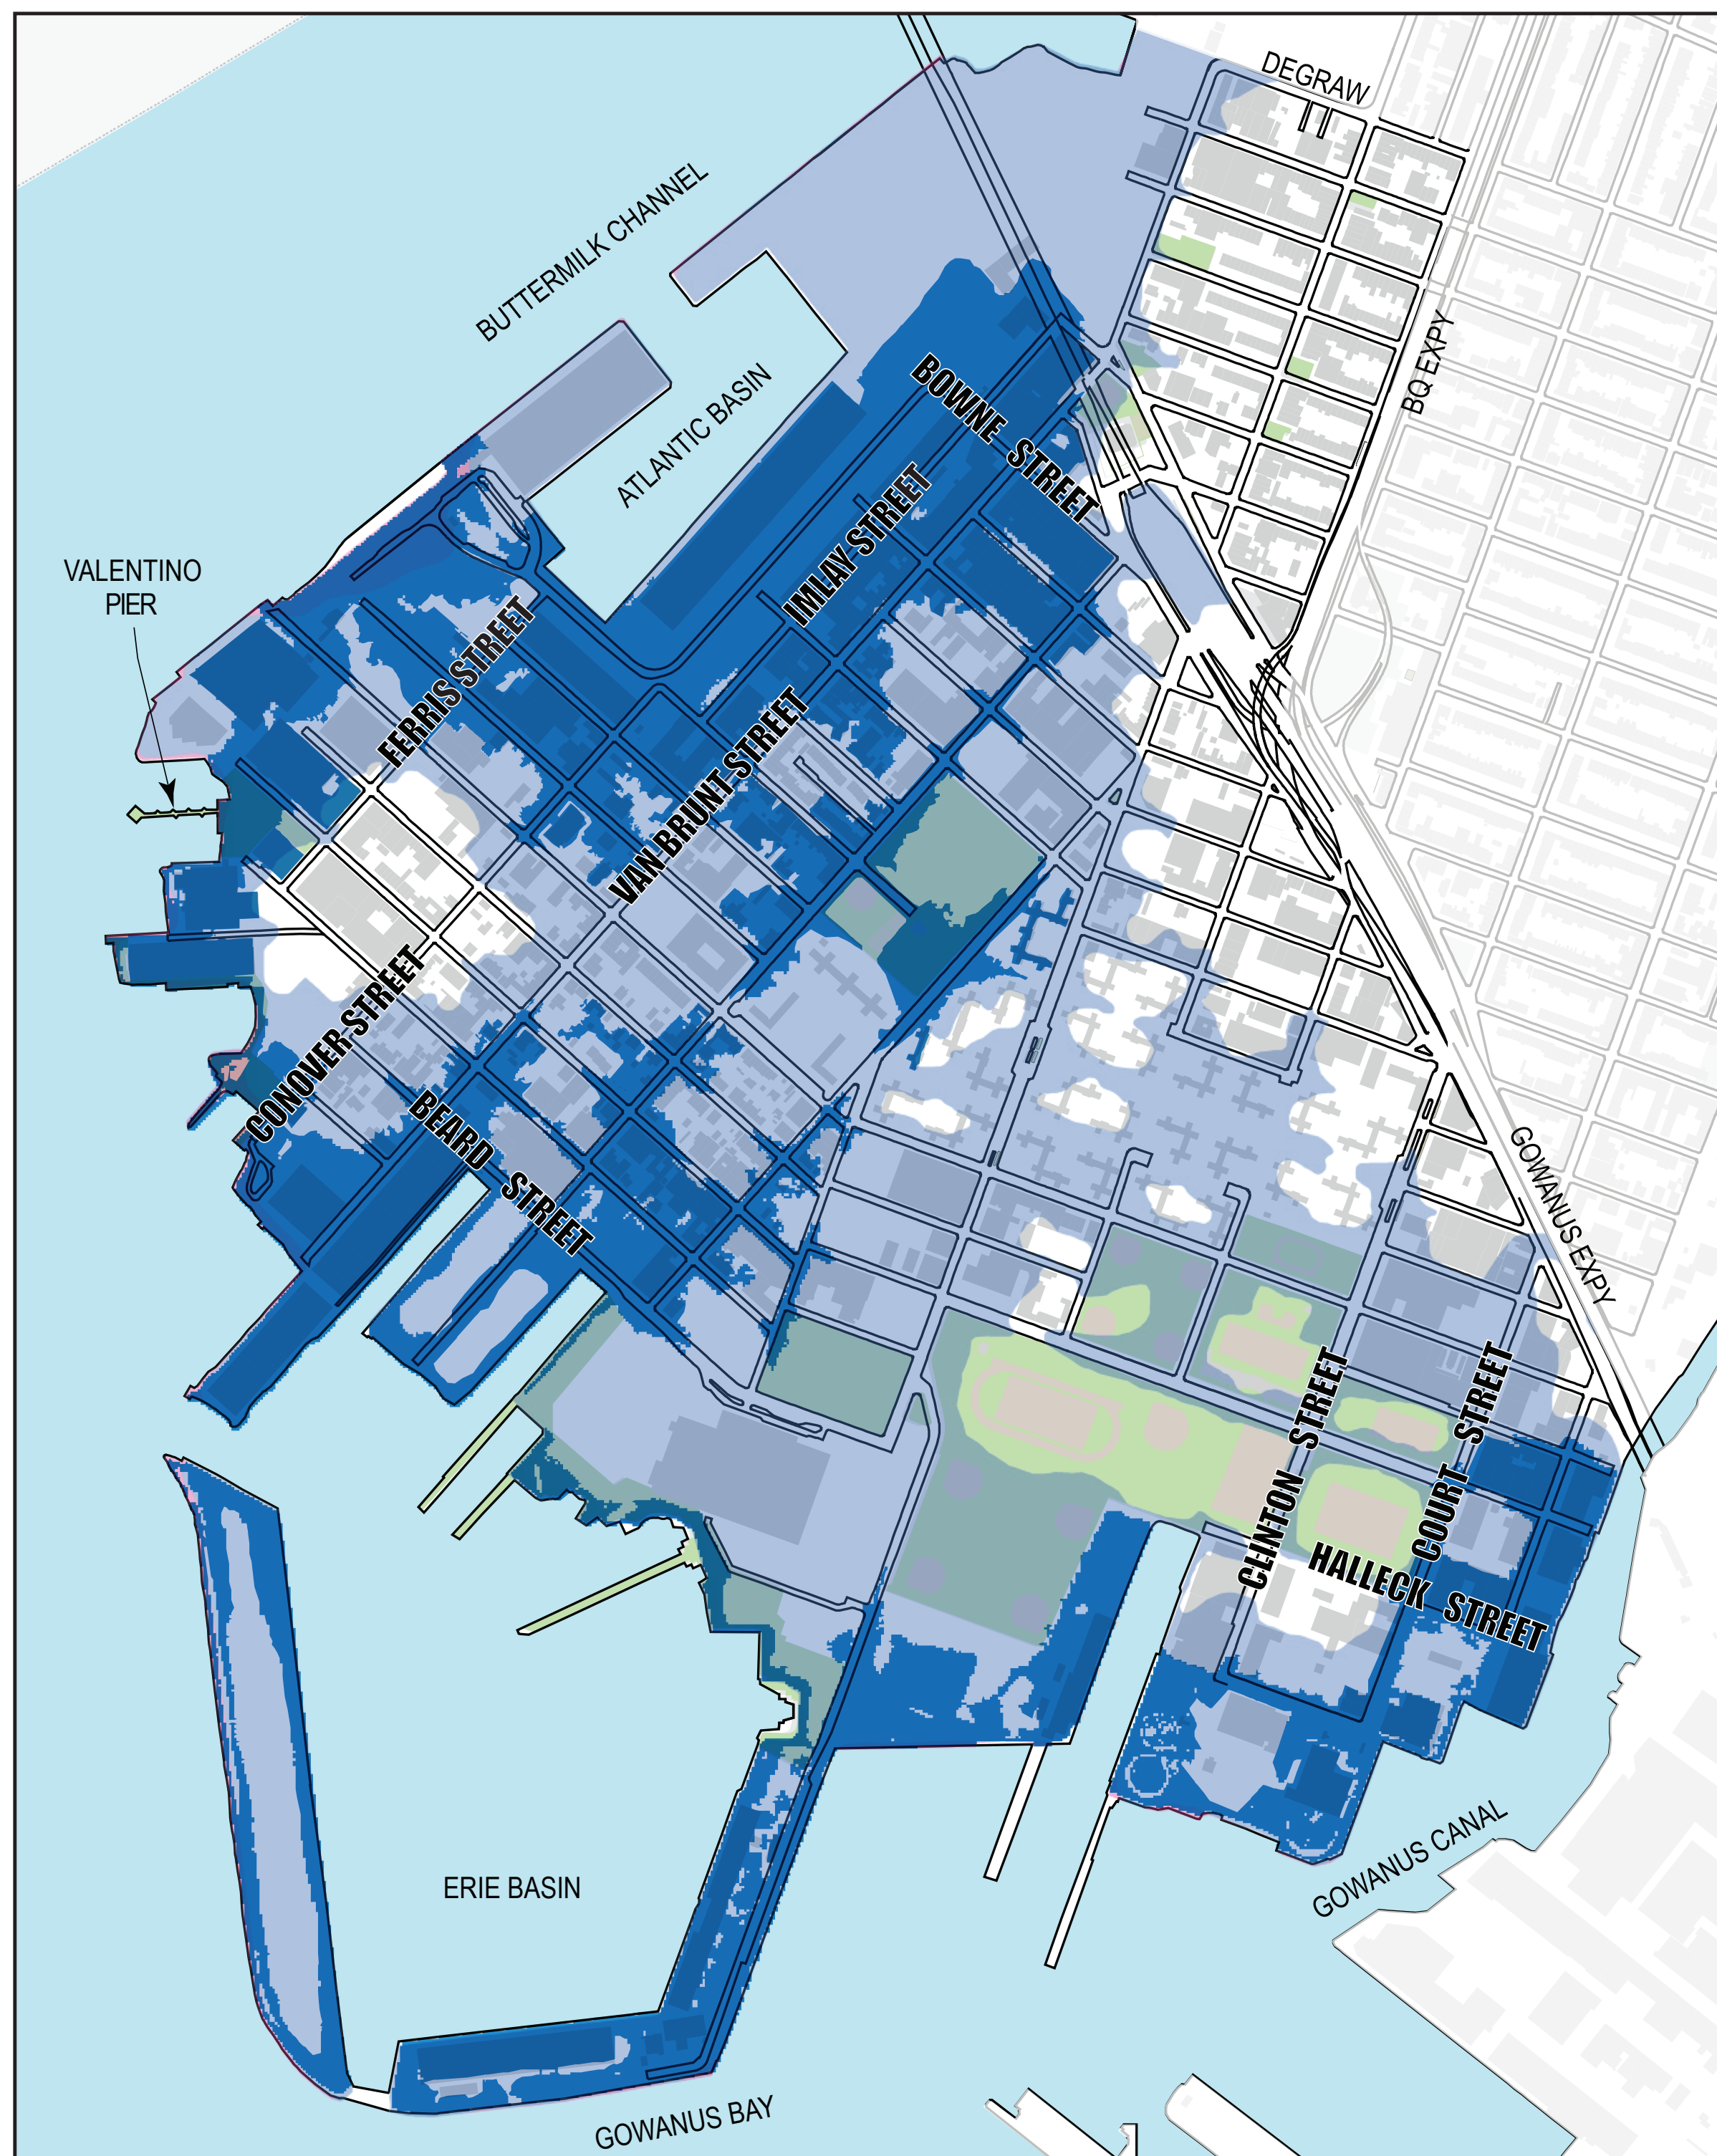 DEGRAW
BUTTERMILK CHANNEL
BQ EXPY
ATLANTIC BASIN
BOWNE STREET
IMLAY STREET
VALENTINO
PIER
FERRIS STREET
VAN BRUNT STREET
CONOVER STREET
BEARD STREET
GOWANUS EXPY
CLINTON STREET
COURT STREET
HALLECK STREET
GOWANUS CANAL
ERIE BASIN
GOWANUS BAY